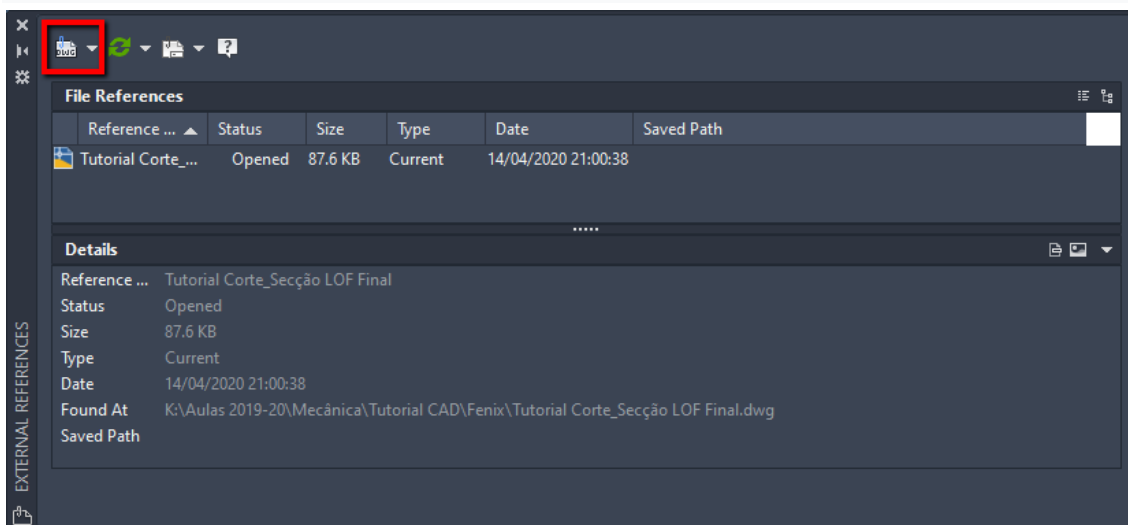 DWG
File References
Reference ... Status Size Type Date Saved Path
Tutorial Corte_... Opened 87.6 KB Current 14/04/2020 21:00:38
Details
Reference ... Tutorial Corte_Secção LOF Final
Status Opened
Size 87.6 KB
Type Current
Date 14/04/2020 21:00:38
Found At K:\Aulas 2019-20\Mecânica\Tutorial CAD\Fenix\Tutorial Corte_Secção LOF Final.dwg
Saved Path
EXTERNAL REFERENCES